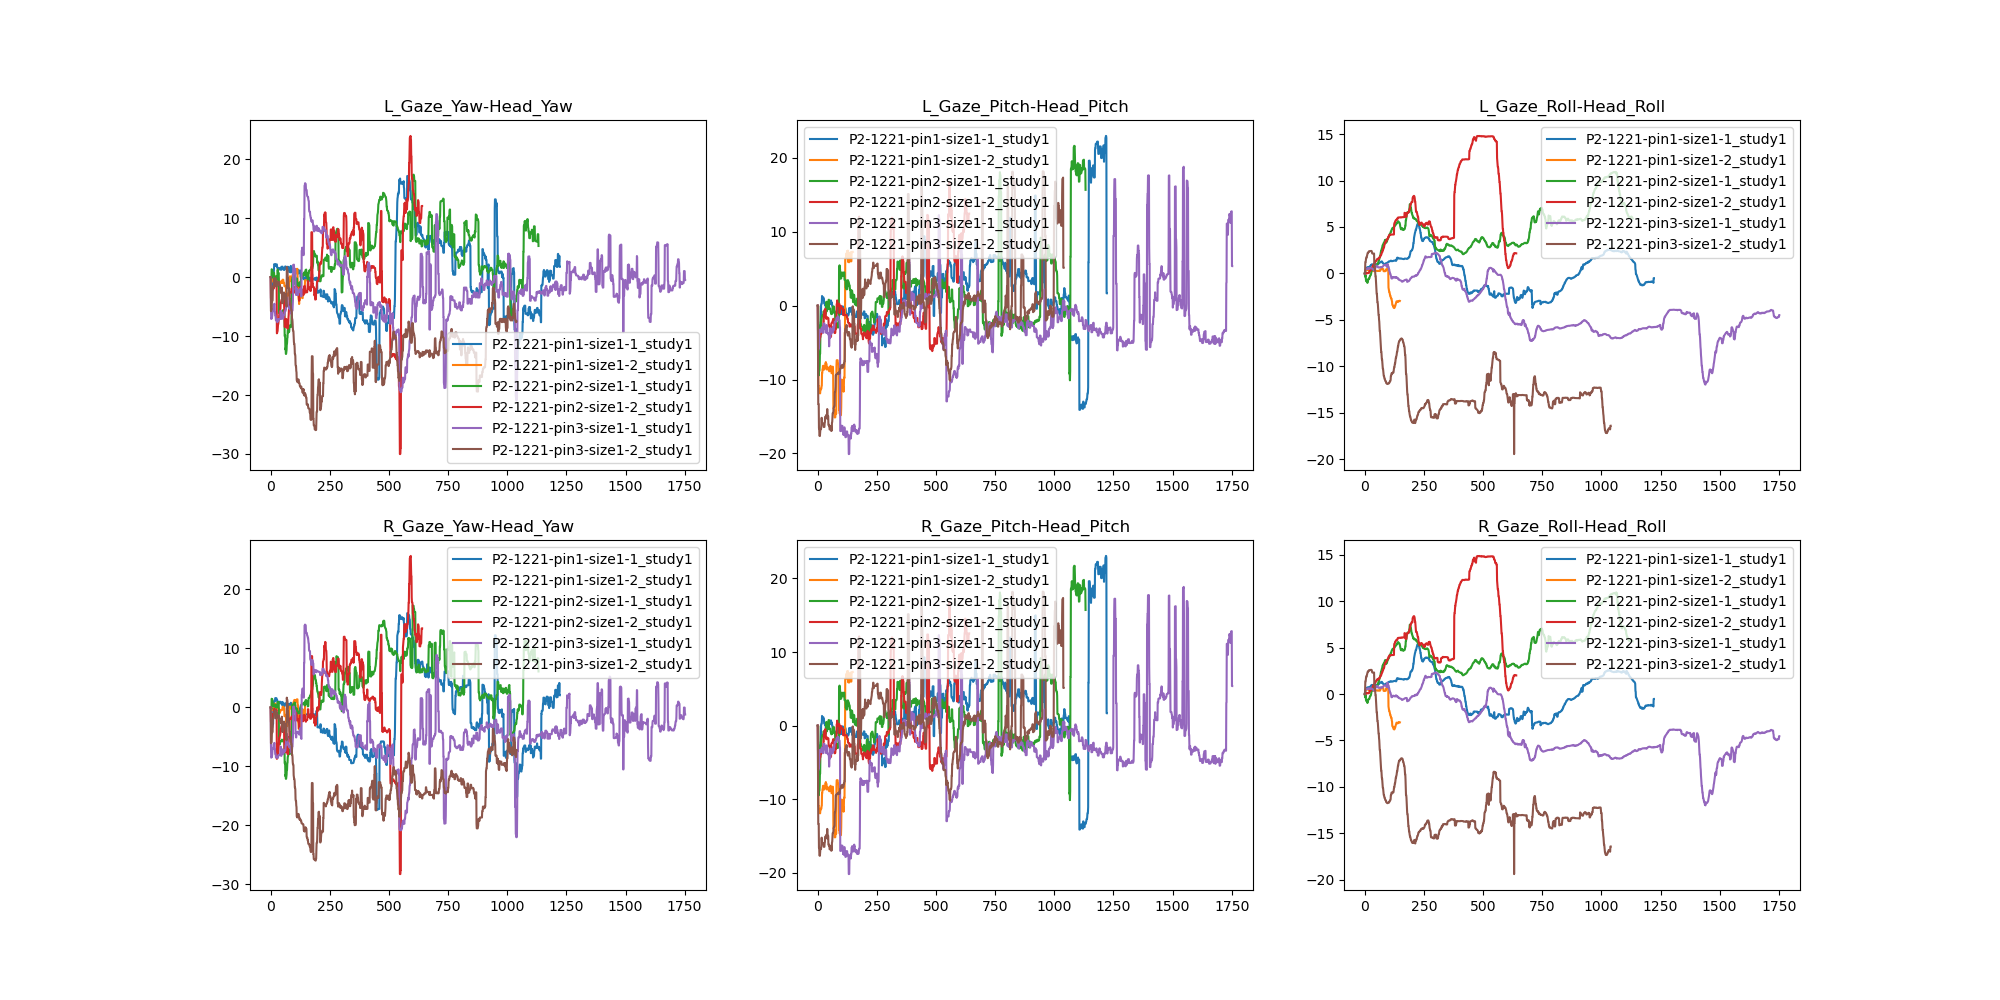 L_Gaze_Yaw-Head_Yaw
20
10
0
−10
−20
−30
0 250 500 750 1000 1250 1500 1750
P2-1221-pin1-size1-1_study1
P2-1221-pin1-size1-2_study1
P2-1221-pin2-size1-1_study1
P2-1221-pin2-size1-2_study1
P2-1221-pin3-size1-1_study1
P2-1221-pin3-size1-2_study1
L_Gaze_Pitch-Head_Pitch
20
10
0
−10
−20
0 250 500 750 1000 1250 1500 1750
P2-1221-pin1-size1-1_study1
P2-1221-pin1-size1-2_study1
P2-1221-pin2-size1-1_study1
P2-1221-pin2-size1-2_study1
P2-1221-pin3-size1-1_study1
P2-1221-pin3-size1-2_study1
L_Gaze_Roll-Head_Roll
15
10
5
0
−5
−10
−15
−20
0 250 500 750 1000 1250 1500 1750
P2-1221-pin1-size1-1_study1
P2-1221-pin1-size1-2_study1
P2-1221-pin2-size1-1_study1
P2-1221-pin2-size1-2_study1
P2-1221-pin3-size1-1_study1
P2-1221-pin3-size1-2_study1
R_Gaze_Yaw-Head_Yaw
20
10
0
−10
−20
−30
0 250 500 750 1000 1250 1500 1750
P2-1221-pin1-size1-1_study1
P2-1221-pin1-size1-2_study1
P2-1221-pin2-size1-1_study1
P2-1221-pin2-size1-2_study1
P2-1221-pin3-size1-1_study1
P2-1221-pin3-size1-2_study1
R_Gaze_Pitch-Head_Pitch
20
10
0
−10
−20
0 250 500 750 1000 1250 1500 1750
P2-1221-pin1-size1-1_study1
P2-1221-pin1-size1-2_study1
P2-1221-pin2-size1-1_study1
P2-1221-pin2-size1-2_study1
P2-1221-pin3-size1-1_study1
P2-1221-pin3-size1-2_study1
R_Gaze_Roll-Head_Roll
15
10
5
0
−5
−10
−15
−20
0 250 500 750 1000 1250 1500 1750
P2-1221-pin1-size1-1_study1
P2-1221-pin1-size1-2_study1
P2-1221-pin2-size1-1_study1
P2-1221-pin2-size1-2_study1
P2-1221-pin3-size1-1_study1
P2-1221-pin3-size1-2_study1